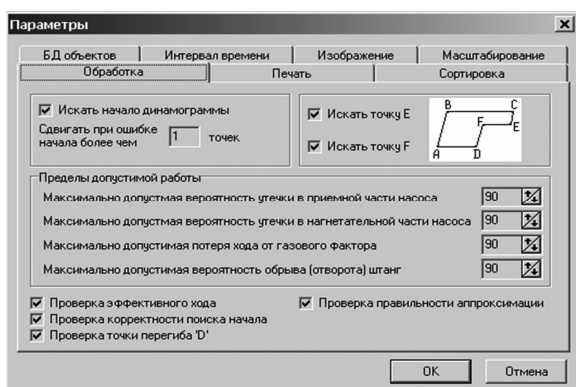 Параметры
БД объектов Интервал времени Изображение Масштабирование
Обработка Печать Сортировка
Искать начало динамограммы
Сдвигать при ошибке
начала более чем 1 точек
Искать точку E
Искать точку F
B C
F E
A D
Пределы допустимой работы
Максимально допустмая вероятность утечки в приемной части насоса 90
Максимально допустмая вероятность утечки в нагнетательной части насоса 90
Максимально допустимая потеря хода от газового фактора 90
Максимально допустимая вероятность обрыва (отворота) штанг 90
Проверка эффективного хода Проверка правильности аппроксимации
Проверка корректности поиска начала
Проверка точки перегиба 'D'
OK Отмена